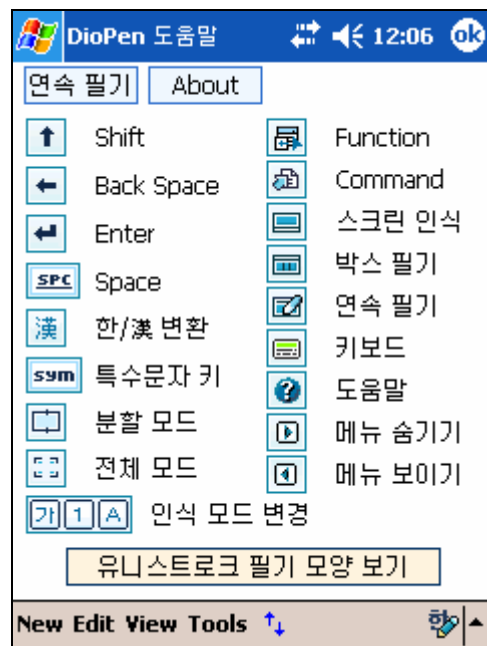 DioPen 도움말 12:06 ok
연속 필기 About
Shift
Back Space
Enter
SPC Space
漢 한/漢 변환
sym 특수문자 키
분할 모드
전체 모드
가 1 A 인식 모드 변경
Function
Command
스크린 인식
박스 필기
연속 필기
키보드
도움말
메뉴 숨기기
메뉴 보이기
유니스트로크 필기 모양 보기
New Edit View Tools 한